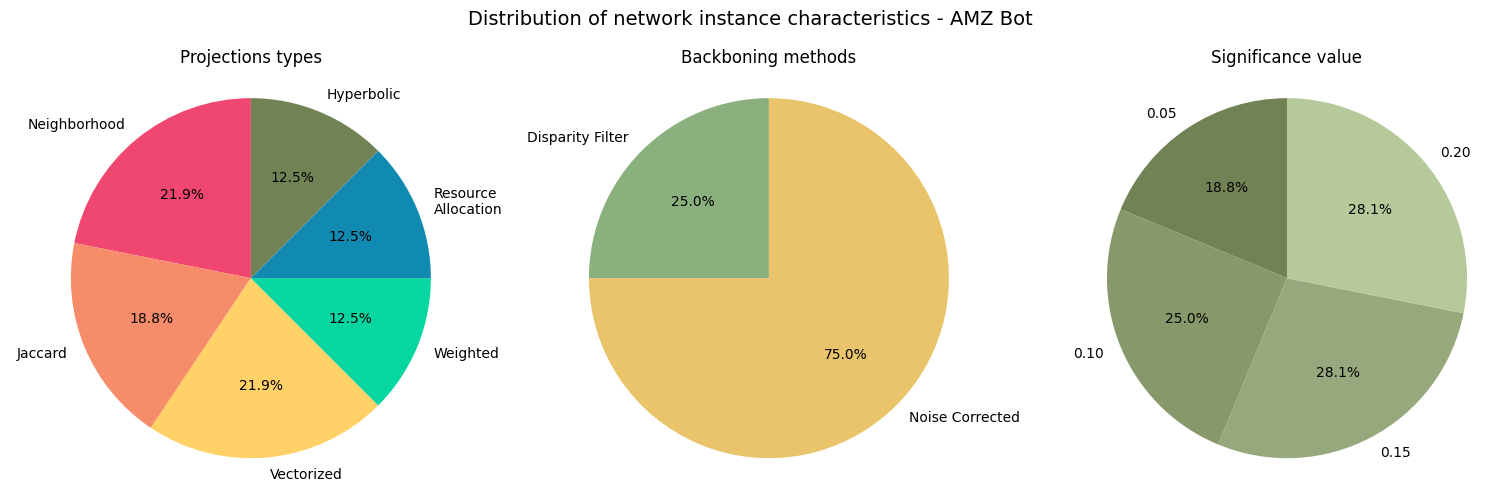 Distribution of network instance characteristics - AMZ Bot
Projections types
Neighborhood
Hyperbolic
Resource
Allocation
Jaccard
Weighted
Vectorized
21.9%
12.5%
12.5%
18.8%
12.5%
21.9%
Backboning methods
Disparity Filter
25.0%
75.0%
Noise Corrected
Significance value
0.05
0.20
18.8%
28.1%
25.0%
0.10
28.1%
0.15